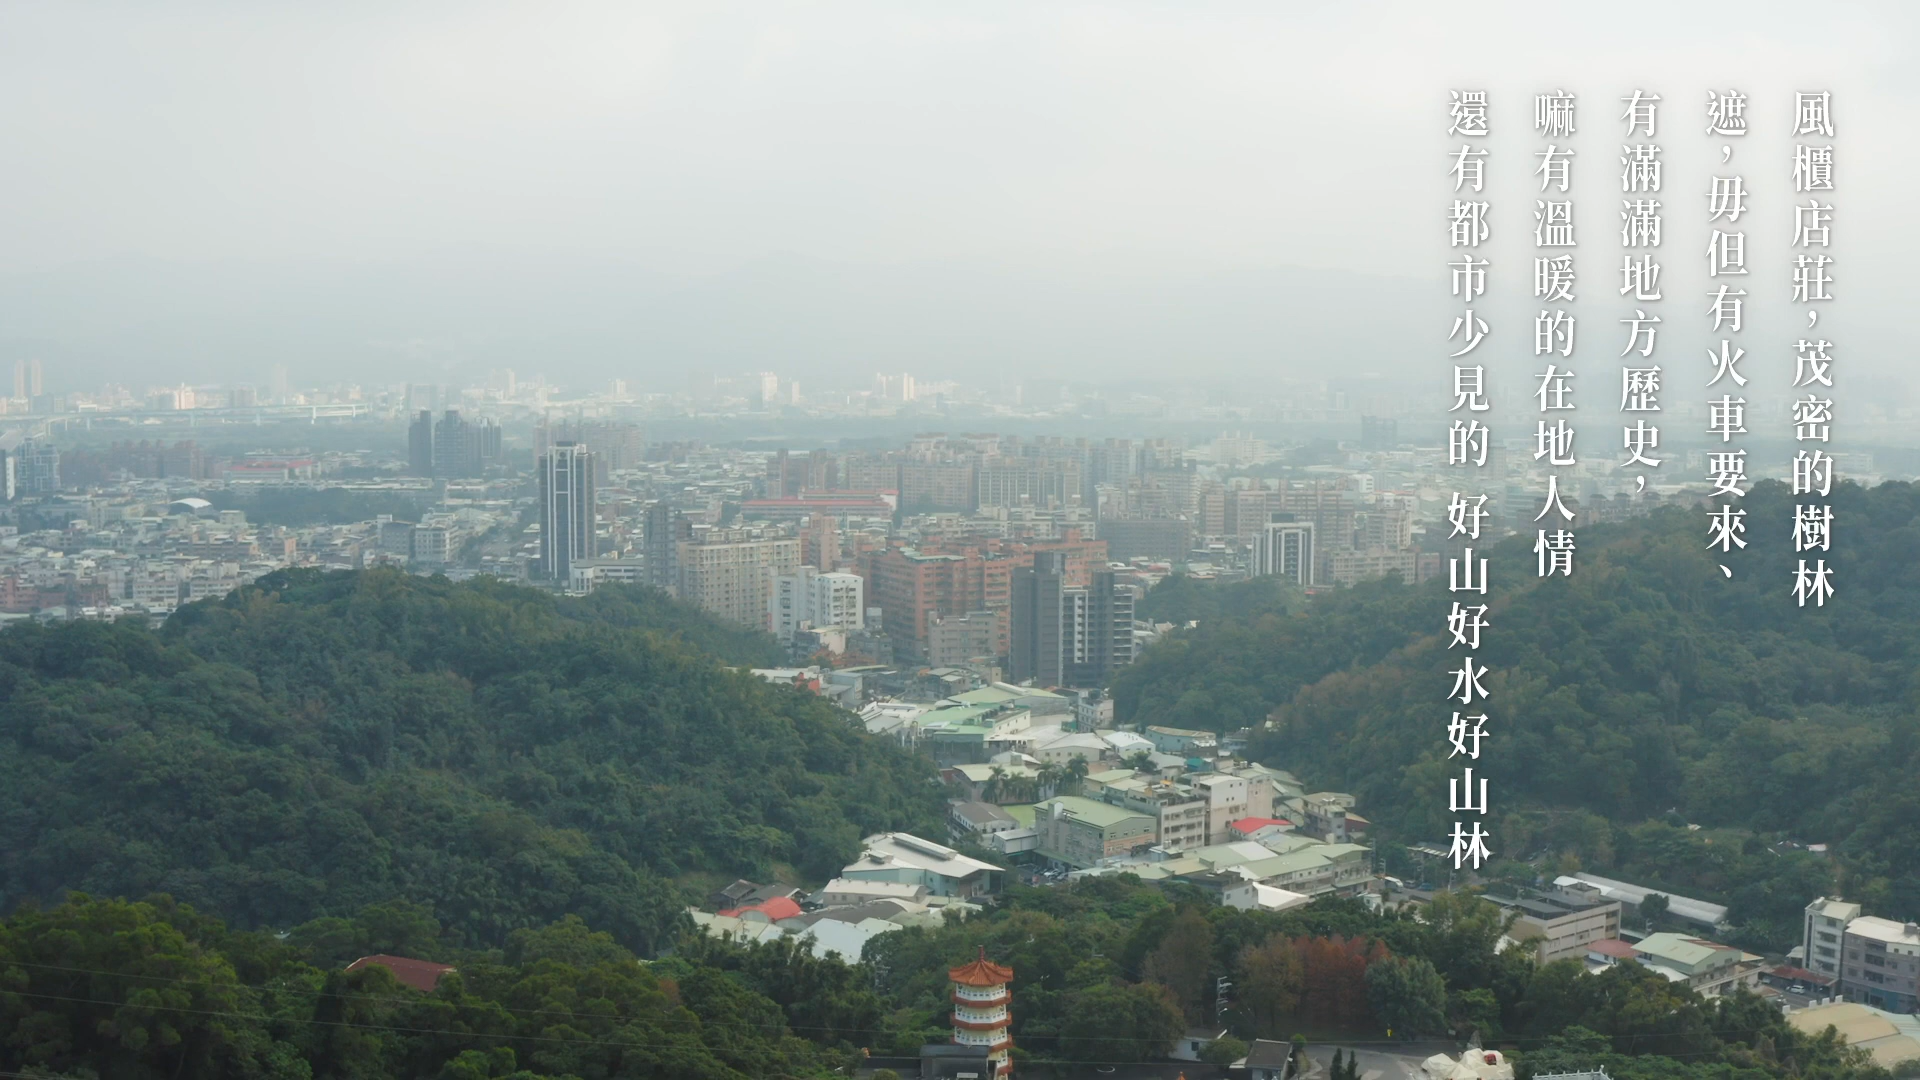 風櫃店莊，茂密的樹林
遮，毋但有火車要來、
有滿滿地方歷史，
嘛有溫暖的在地人情
還有都市少見的 好山好水好山林